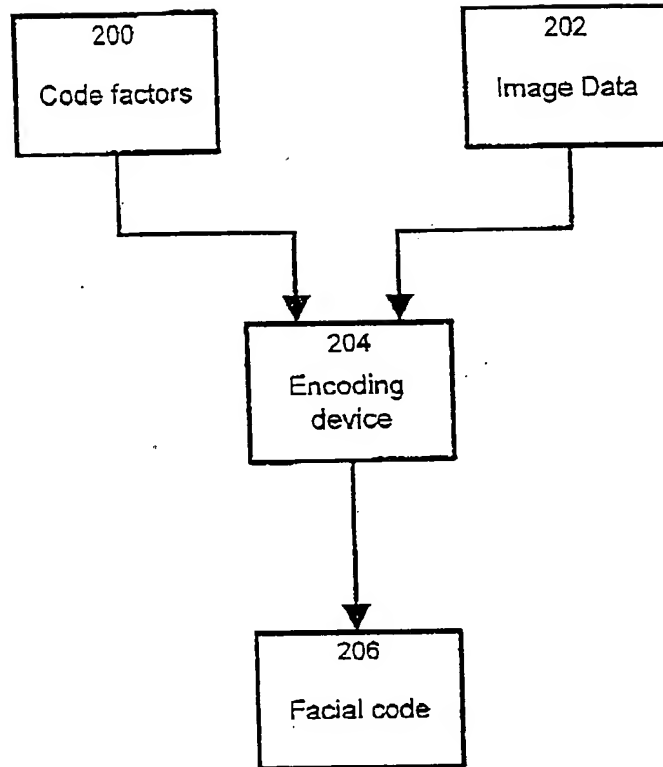 200
Code factors
202
Image Data
204
Encoding
device
206
Facial code